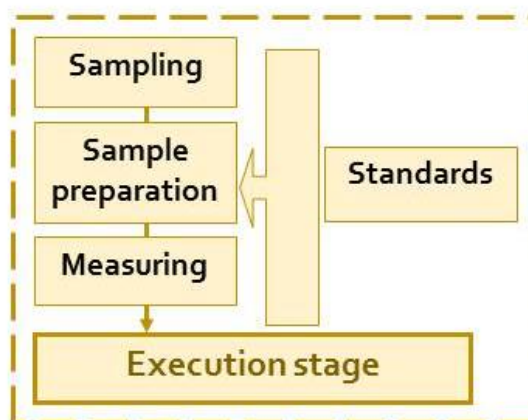 Sampling
Sample
preparation
Standards
Measuring
Execution stage